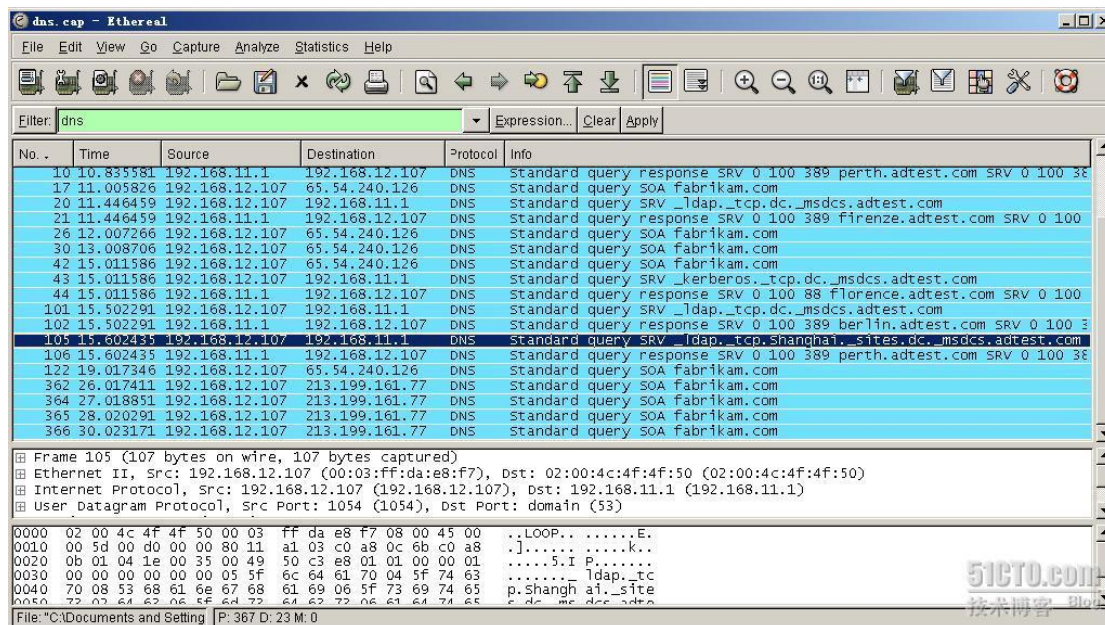 dns.cap - Ethereal
File Edit View Go Capture Analyze Statistics Help
Filter: dns Expression... Clear Apply
No. Time Source Destination Protocol Info
10 10.835581 192.168.11.1 192.168.12.107 DNS Standard query response SRV 0 100 389 perth.adtest.com SRV 0 100 38
17 11.005826 192.168.12.107 65.54.240.126 DNS Standard query SOA fabrikam.com
20 11.446459 192.168.12.107 192.168.11.1 DNS Standard query SRV _ldap._tcp.dc._msdcs.adtest.com
21 11.446459 192.168.11.1 192.168.12.107 DNS Standard query response SRV 0 100 389 firenze.adtest.com SRV 0 100
26 12.007266 192.168.12.107 65.54.240.126 DNS Standard query SOA fabrikam.com
30 13.008706 192.168.12.107 65.54.240.126 DNS Standard query SOA fabrikam.com
42 15.011586 192.168.12.107 65.54.240.126 DNS Standard query SOA fabrikam.com
43 15.011586 192.168.12.107 192.168.11.1 DNS Standard query SRV _kerberos._tcp.dc._msdcs.adtest.com
44 15.011586 192.168.11.1 192.168.12.107 DNS Standard query response SRV 0 100 88 florence.adtest.com SRV 0 100
101 15.502291 192.168.12.107 192.168.11.1 DNS Standard query SRV _ldap._tcp.dc._msdcs.adtest.com
102 15.502291 192.168.11.1 192.168.12.107 DNS Standard query response SRV 0 100 389 berlin.adtest.com SRV 0 100 3
105 15.602435 192.168.12.107 192.168.11.1 DNS Standard query SRV _ldap._tcp.Shanghai._sites.dc._msdcs.adtest.com
106 15.602435 192.168.11.1 192.168.12.107 DNS Standard query response SRV 0 100 389 perth.adtest.com SRV 0 100 38
122 19.017346 192.168.12.107 65.54.240.126 DNS Standard query SOA fabrikam.com
362 26.017411 192.168.12.107 213.199.161.77 DNS Standard query SOA fabrikam.com
364 27.018851 192.168.12.107 213.199.161.77 DNS Standard query SOA fabrikam.com
365 28.020291 192.168.12.107 213.199.161.77 DNS Standard query SOA fabrikam.com
366 30.023171 192.168.12.107 213.199.161.77 DNS Standard query SOA fabrikam.com
Frame 105 (107 bytes on wire, 107 bytes captured)
Ethernet II, Src: 192.168.12.107 (00:03:ff:da:e8:f7), Dst: 02:00:4c:4f:4f:50 (02:00:4c:4f:4f:50)
Internet Protocol, Src: 192.168.12.107 (192.168.12.107), Dst: 192.168.11.1 (192.168.11.1)
User Datagram Protocol, Src Port: 1054 (1054), Dst Port: domain (53)
0000 02 00 4c 4f 4f 50 00 03 ff da e8 f7 08 00 45 00 ..LOOP.. ......E.
0010 00 5d 00 d0 00 00 80 11 a1 03 c0 a8 0c 6b c0 a8 .]...... .....k..
0020 0b 01 04 1e 00 35 00 49 50 c3 e8 01 01 00 00 01 .....5.I P.......
0030 00 00 00 00 00 00 05 5f 6c 64 61 70 04 5f 74 63 ......._ ldap._tc
0040 70 08 53 68 61 6e 67 68 61 69 06 5f 73 69 74 65 p.Shangh ai._site
0050 73 02 64 63 06 5f 6d 73 64 63 73 06 61 64 74 65 s.dc._ms dcs.adte
File: "C:\Documents and Setting P: 367 D: 23 M: 0
51CTO.com
技术博客 Blog